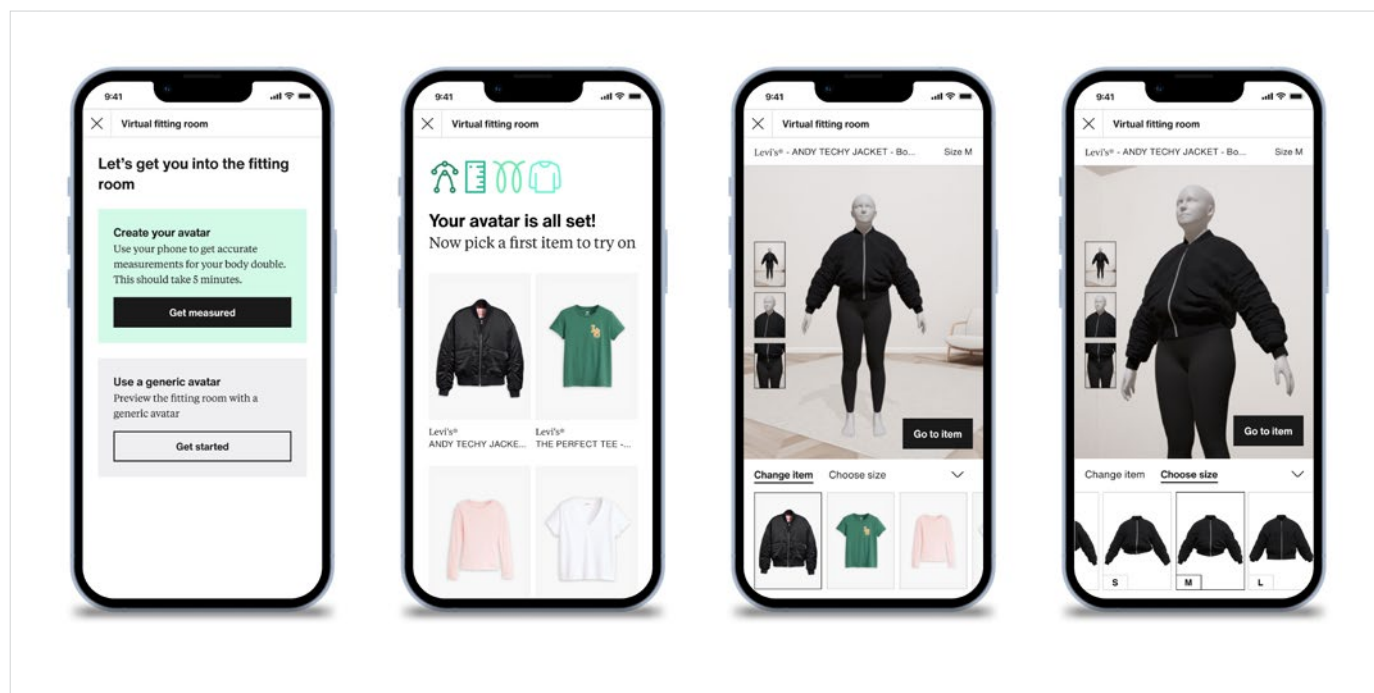 9:41
Virtual fitting room
Let's get you into the fitting
room
Create your avatar
Use your phone to get accurate
measurements for your body double.
This should take 5 minutes.
Get measured
Use a generic avatar
Preview the fitting room with a
generic avatar
Get started
9:41
Virtual fitting room
Your avatar is all set!
Now pick a first item to try on
Levi's®
ANDY TECHY JACKE...
Levi's®
THE PERFECT TEE -...
9:41
Virtual fitting room
Levi's® - ANDY TECHY JACKET - Bo...
Size M
Go to item
Change item
Choose size
9:41
Virtual fitting room
Levi's® - ANDY TECHY JACKET - Bo...
Size M
Go to item
Change item
Choose size
S
M
L